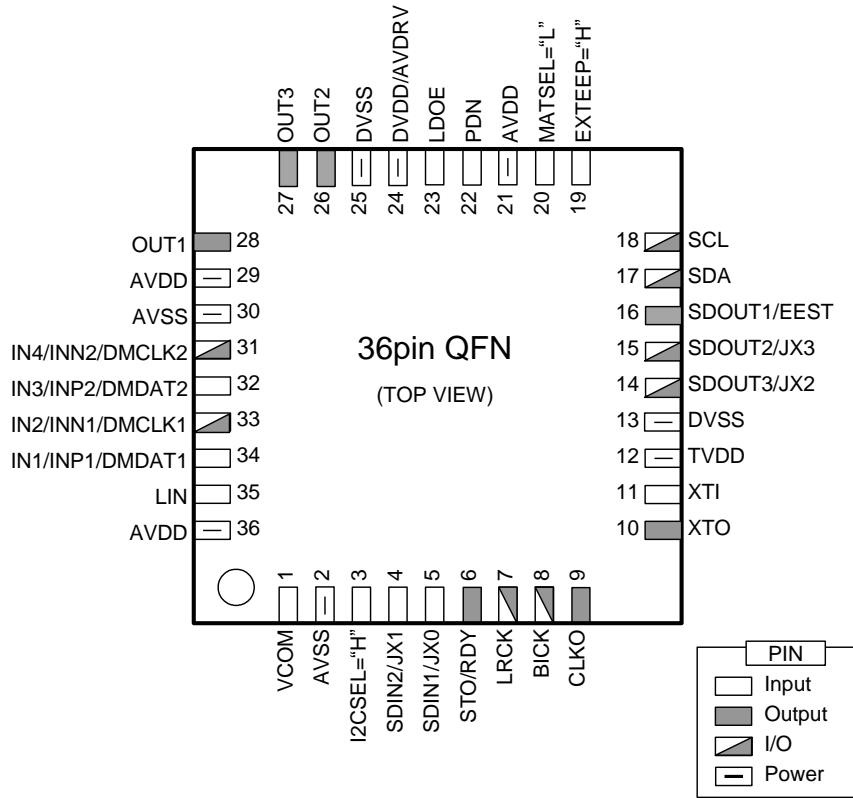 OUT3
OUT2
DVSS
DVDD/AVDRV
LDOE
PDN
AVDD
MATSEL=“L”
EXTEEP=“H”
27
26
25
24
23
22
21
20
19
OUT1 28
AVDD 29
AVSS 30
IN4/INN2/DMCLK2 31
IN3/INP2/DMDAT2 32
IN2/INN1/DMCLK1 33
IN1/INP1/DMDAT1 34
LIN 35
AVDD 36
36pin QFN
(TOP VIEW)
18 SCL
17 SDA
16 SDOUT1/EEST
15 SDOUT2/JX3
14 SDOUT3/JX2
13 DVSS
12 TVDD
11 XTI
10 XTO
1
2
3
4
5
6
7
8
9
VCOM
AVSS
I2CSEL=“H”
SDIN2/JX1
SDIN1/JX0
STO/RDY
LRCK
BICK
CLKO
PIN
Input
Output
I/O
Power